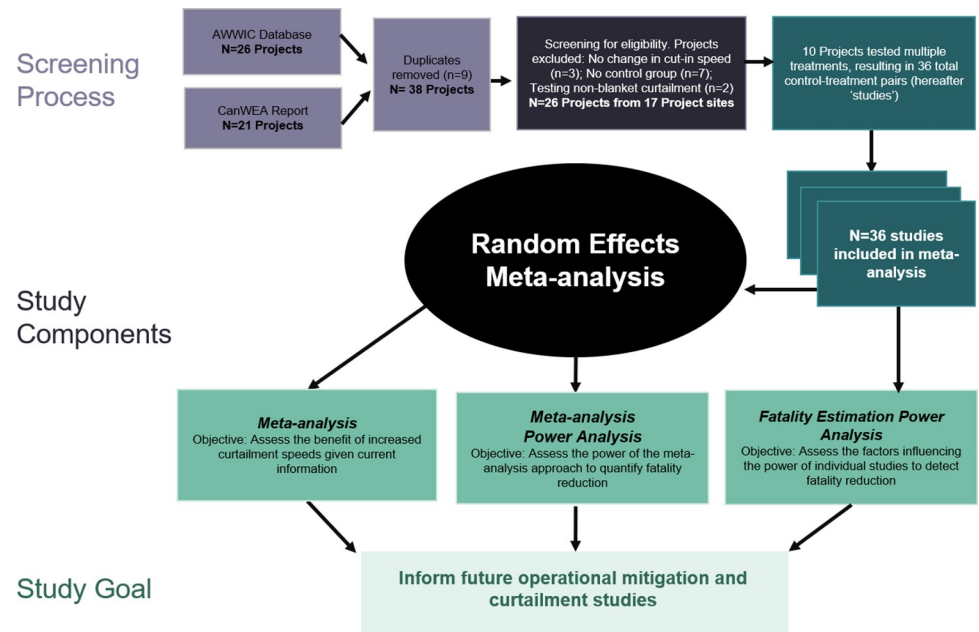 Screening
Process
AWWIC Database
N=26 Projects
CanWEA Report
N=21 Projects
Duplicates
removed (n=9)
N= 38 Projects
Screening for eligibility. Projects
excluded: No change in cut-in speed
(n=3); No control group (n=7);
Testing non-blanket curtailment (n=2)
N=26 Projects from 17 Project sites
10 Projects tested multiple
treatments, resulting in 36 total
control-treatment pairs (hereafter
‘studies’)
N=36 studies
included in meta-
analysis
Random Effects
Meta-analysis
Study
Components
Meta-analysis
Objective: Assess the benefit of increased
curtailment speeds given current
information
Meta-analysis
Power Analysis
Objective: Assess the power of the meta-
analysis approach to quantify fatality
reduction
Fatality Estimation Power
Analysis
Objective: Assess the factors influencing
the power of individual studies to detect
fatality reduction
Study Goal
Inform future operational mitigation and
curtailment studies